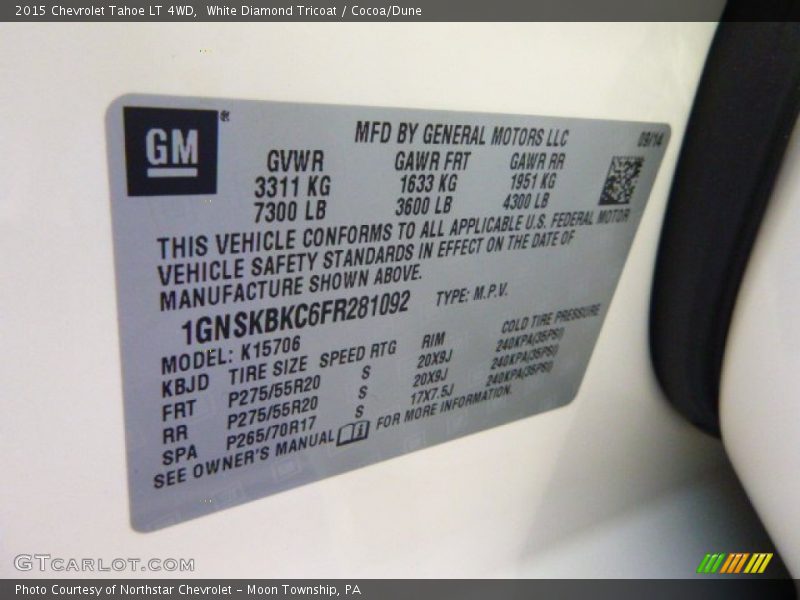 2015 Chevrolet Tahoe LT 4WD, White Diamond Tricoat / Cocoa/Dune
GM®
MFD BY GENERAL MOTORS LLC 09/14
GVWR GAWR FRT GAWR RR
3311 KG 1633 KG 1951 KG
7300 LB 3600 LB 4300 LB
THIS VEHICLE CONFORMS TO ALL APPLICABLE U.S. FEDERAL MOTOR
VEHICLE SAFETY STANDARDS IN EFFECT ON THE DATE OF
MANUFACTURE SHOWN ABOVE.
1GNSKBKC6FR281092 TYPE: M.P.V.
MODEL: K15706
KBJD TIRE SIZE SPEED RTG RIM COLD TIRE PRESSURE
FRT P275/55R20 S 20X9J 240KPA(35PSI)
RR P275/55R20 S 20X9J 240KPA(35PSI)
SPA P265/70R17 S 17X7.5J 240KPA(35PSI)
SEE OWNER'S MANUAL FOR MORE INFORMATION.
GTCARLOT.COM
Photo Courtesy of Northstar Chevrolet - Moon Township, PA